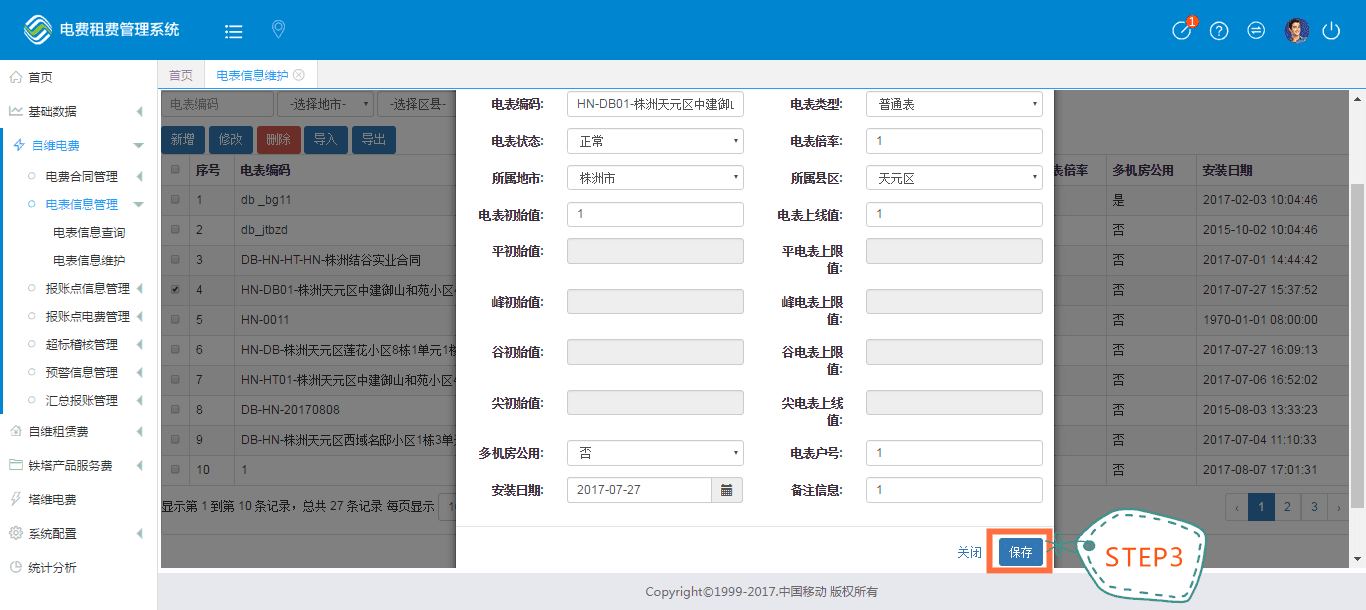 电费租费管理系统
1
首页
基础数据
自维电费
电费合同管理
电表信息管理
电表信息查询
电表信息维护
报账点信息管理
报账点电费管理
超标稽核管理
预警信息管理
汇总报账管理
自维租赁费
铁塔产品服务费
塔维电费
系统配置
统计分析
首页 电表信息维护
电表编码 -选择地市- -选择区县-
新增 修改 删除 导入 导出
序号 电表编码 表倍率 多机房公用 安装日期
1 db _bg11 是 2017-02-03 10:04:46
2 db_jtbzd 否 2015-10-02 10:04:46
3 DB-HN-HT-HN-株洲结谷实业合同 否 2017-07-01 14:44:42
4 HN-DB01-株洲天元区中建御山和苑小区 否 2017-07-27 15:37:52
5 HN-0011 否 1970-01-01 08:00:00
6 HN-DB-株洲天元区莲花小区8栋1单元1栋 否 2017-07-27 16:09:13
7 HN-HT01-株洲天元区中建御山和苑小区 否 2017-07-06 16:52:02
8 DB-HN-20170808 否 2015-08-03 13:33:23
9 DB-HN-株洲天元区西域名邸小区1栋3单 否 2017-07-04 11:10:33
10 1 否 2017-08-07 17:01:31
显示第 1 到第 10 条记录，总共 27 条记录 每页显示 10
‹ 1 2 3 ›
电表编码: HN-DB01-株洲天元区中建御 电表类型: 普通表
电表状态: 正常 电表倍率: 1
所属地市: 株洲市 所属县区: 天元区
电表初始值: 1 电表上线值: 1
平初始值: 平电表上限
值:
峰初始值: 峰电表上限
值:
谷初始值: 谷电表上限
值:
尖初始值: 尖电表上线
值:
多机房公用: 否 电表户号: 1
安装日期: 2017-07-27 备注信息: 1
关闭 保存
STEP3
Copyright©1999-2017.中国移动 版权所有